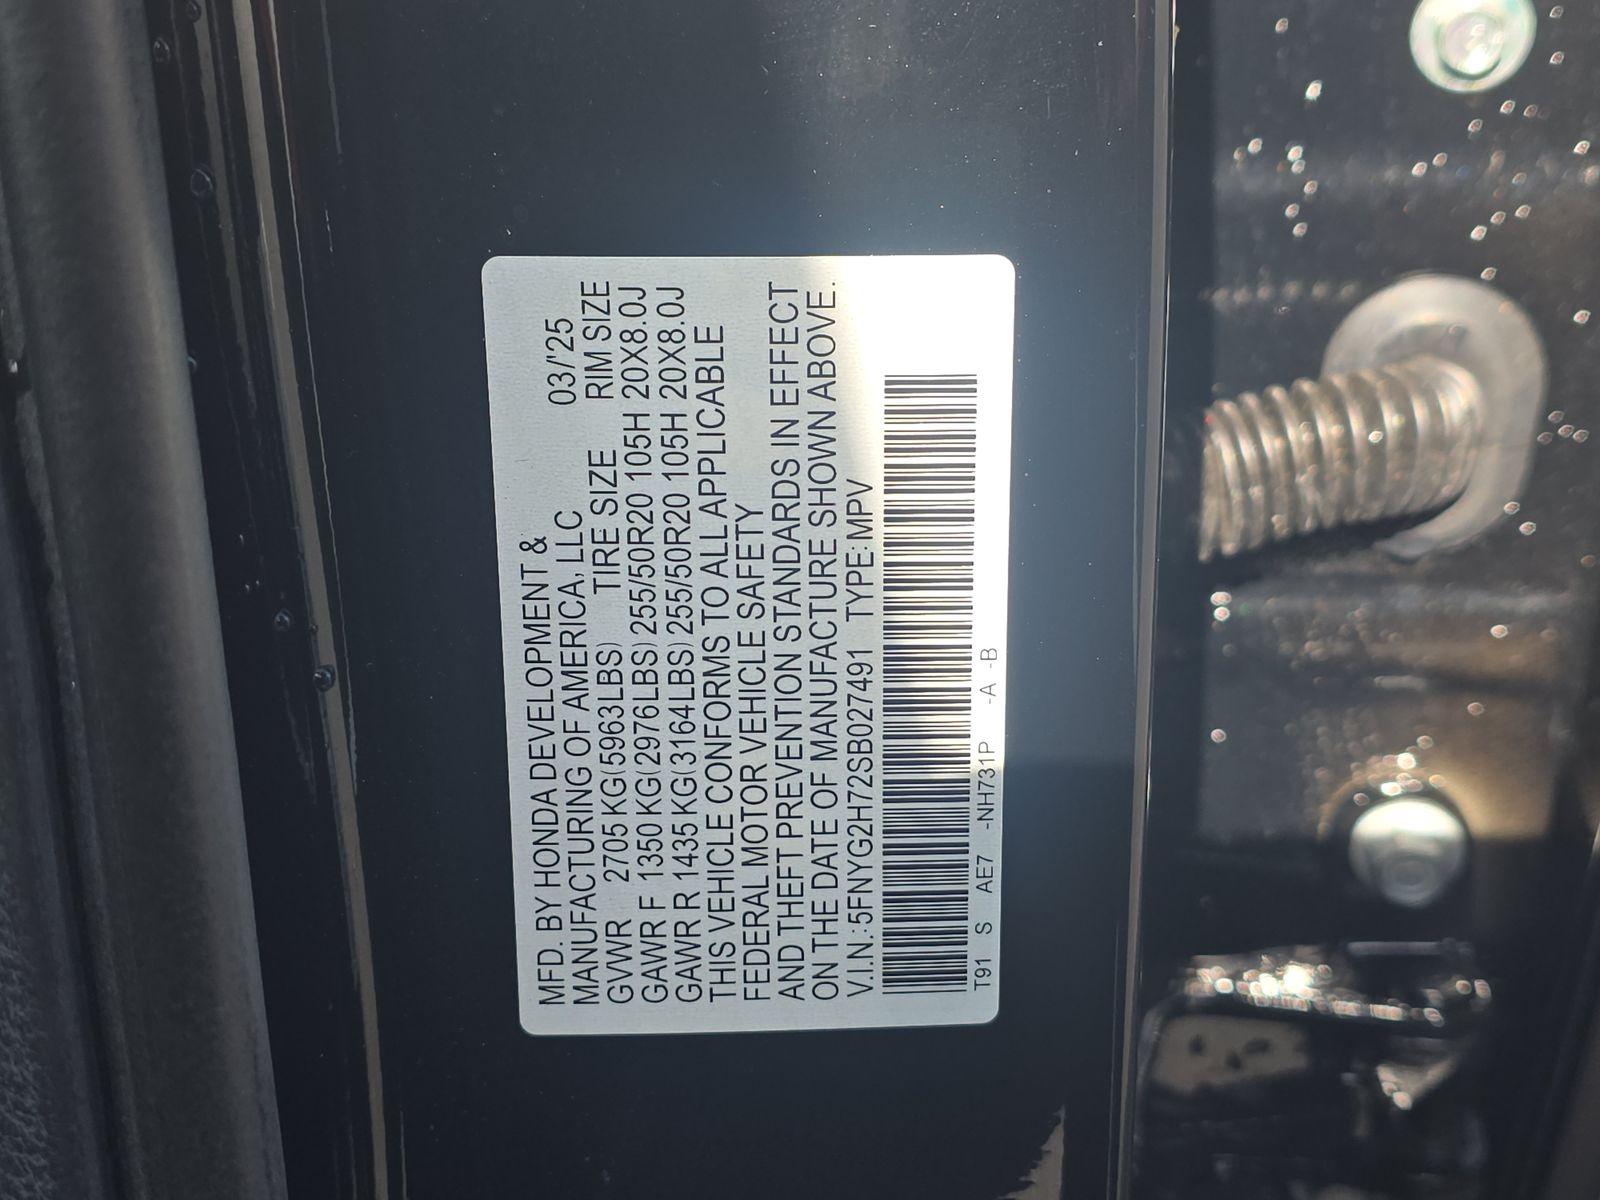 MFD. BY HONDA DEVELOPMENT &
MANUFACTURING OF AMERICA, LLC 03/'25
GVWR 2705 KG(5963LBS) TIRE SIZE RIM SIZE
GAWR F 1350 KG(2976LBS) 255/50R20 105H 20X8.0J
GAWR R 1435 KG(3164LBS) 255/50R20 105H 20X8.0J
THIS VEHICLE CONFORMS TO ALL APPLICABLE
FEDERAL MOTOR VEHICLE SAFETY
AND THEFT PREVENTION STANDARDS IN EFFECT
ON THE DATE OF MANUFACTURE SHOWN ABOVE.
V.I.N.:5FNYG2H72SB027491 TYPE:MPV
T91 S AE7 -NH731P -A -B